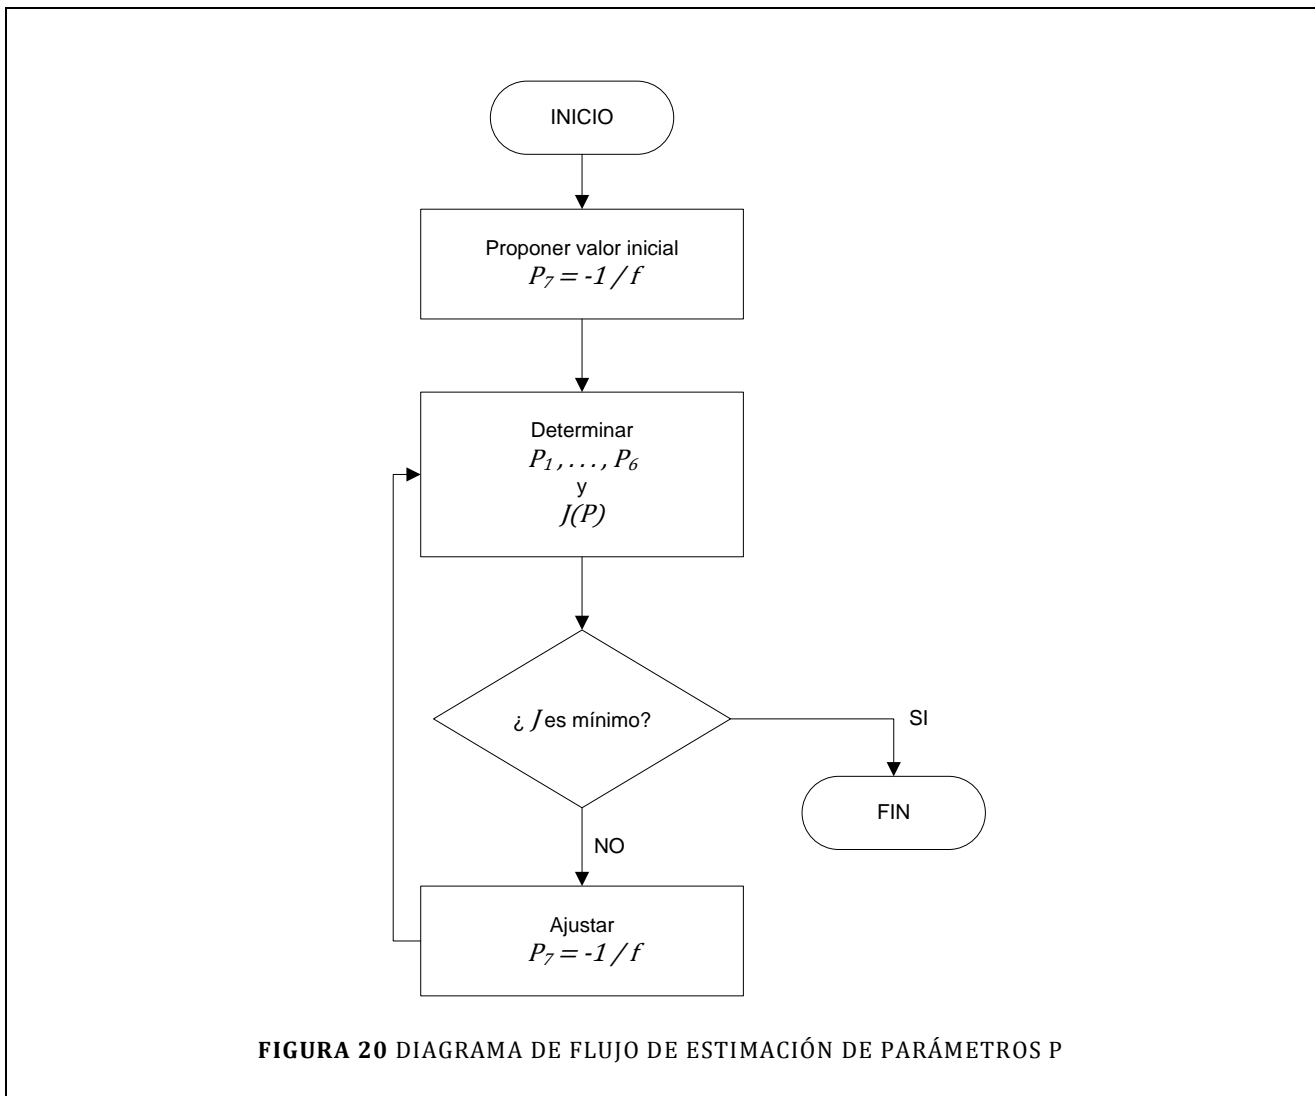 INICIO
Proponer valor inicial
P₇ = -1 / f
Determinar
P₁ , . . . , P₆
y
J(P)
¿ J es mínimo?
SI
FIN
NO
Ajustar
P₇ = -1 / f
FIGURA 20 DIAGRAMA DE FLUJO DE ESTIMACIÓN DE PARÁMETROS P